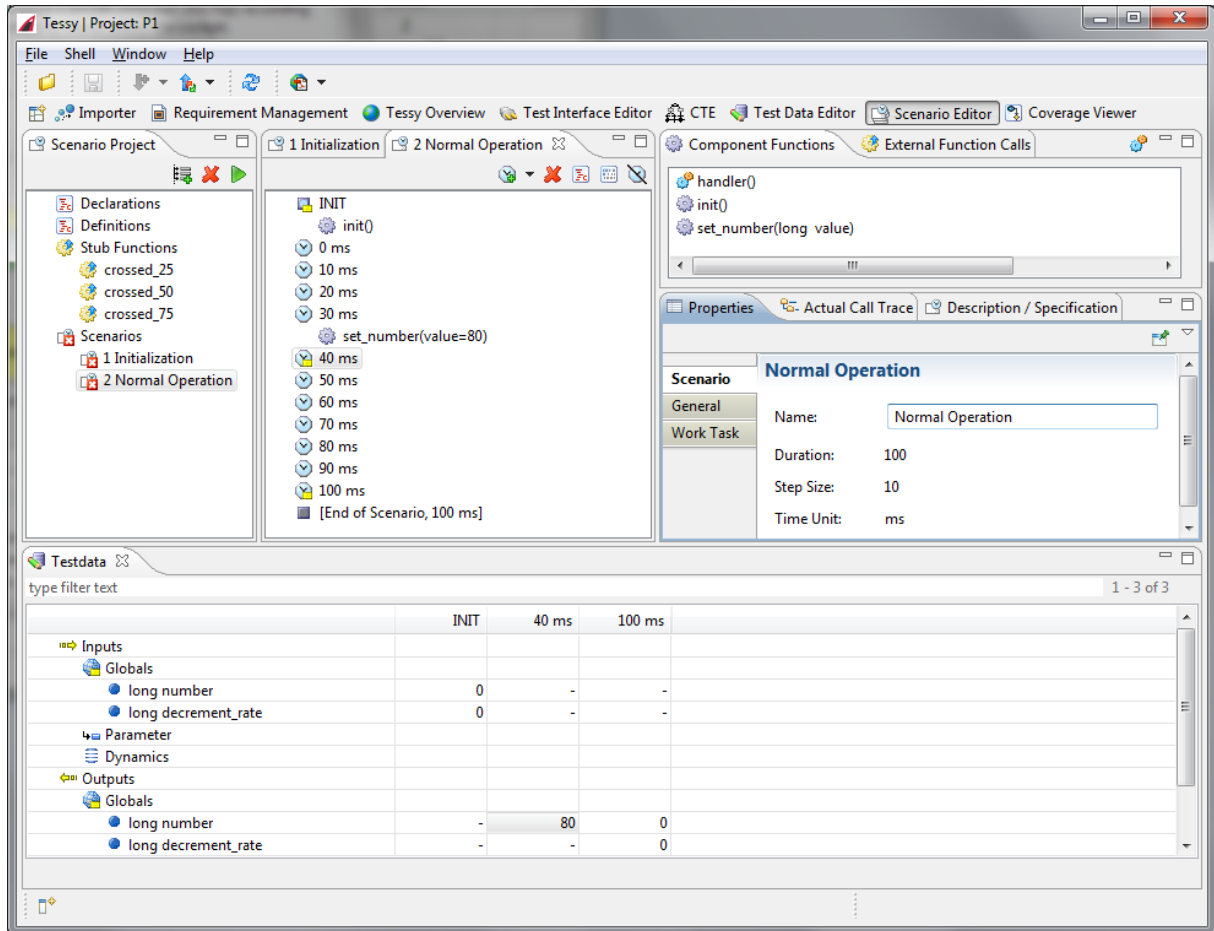 Tessy | Project: P1
File Shell Window Help
Importer Requirement Management Tessy Overview Test Interface Editor CTE Test Data Editor Scenario Editor Coverage Viewer
Scenario Project
Declarations
Definitions
Stub Functions
crossed_25
crossed_50
crossed_75
Scenarios
1 Initialization
2 Normal Operation
1 Initialization 2 Normal Operation
INIT
init()
0 ms
10 ms
20 ms
30 ms
set_number(value=80)
40 ms
50 ms
60 ms
70 ms
80 ms
90 ms
100 ms
[End of Scenario, 100 ms]
Component Functions External Function Calls
handler()
init()
set_number(long value)
Properties Actual Call Trace Description / Specification
Scenario
General
Work Task
Normal Operation
Name: Normal Operation
Duration: 100
Step Size: 10
Time Unit: ms
Testdata
type filter text 1 - 3 of 3
INIT 40 ms 100 ms
Inputs
Globals
long number 0 - -
long decrement_rate 0 - -
Parameter
Dynamics
Outputs
Globals
long number - 80 0
long decrement_rate - - 0